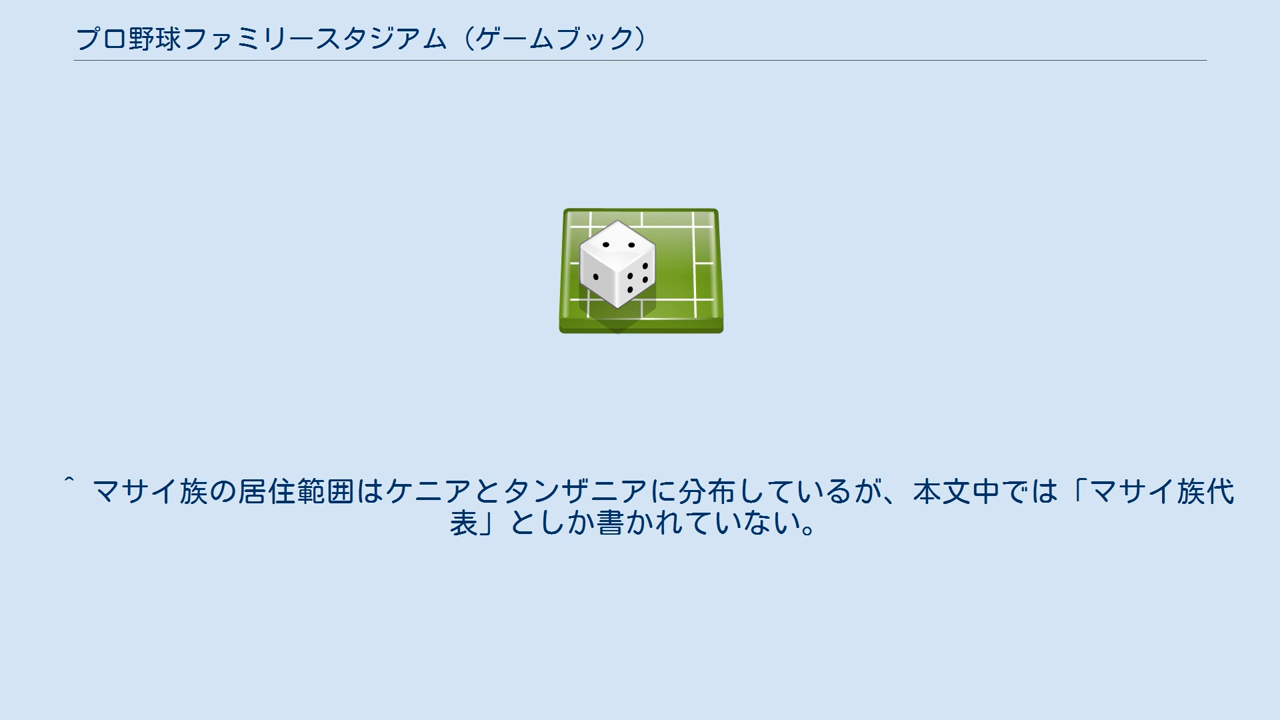 プロ野球ファミリースタジアム（ゲームブック）
^ マサイ族の居住範囲はケニアとタンザニアに分布しているが、本文中では「マサイ族代
表」としか書かれていない。